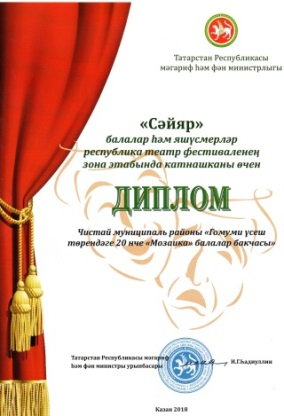 Татарстан Республикасы
мәгариф һәм фән министрлыгы
«Сәйяр»
балалар һәм яшүсмерләр
республика театр фестиваленең
зона этабында катнашканы өчен
ДИПЛОМ
Чистай муниципаль районы «Гомуми үсеш
төрендәге 20 нче «Мозаика» балалар бакчасы»
Татарстан Республикасы мәгариф
һәм фән министры урынбасары
И.Г.Һадиуллин
Казан 2018